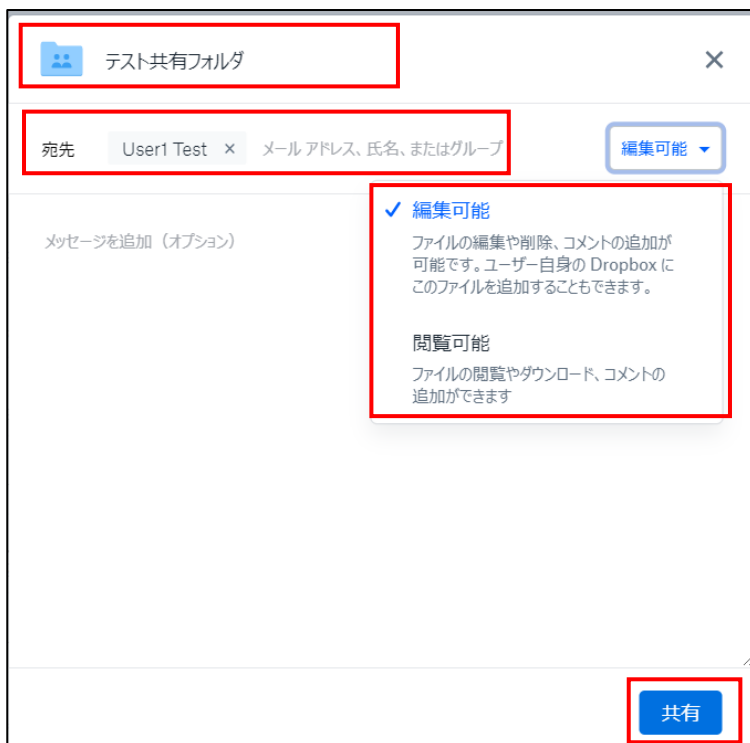 テスト共有フォルダ
宛先 User1 Test × メール アドレス、氏名、またはグループ 編集可能
編集可能
ファイルの編集や削除、コメントの追加が
可能です。ユーザー自身の Dropbox に
このファイルを追加することもできます。
メッセージを追加（オプション）
閲覧可能
ファイルの閲覧やダウンロード、コメントの
追加ができます
共有